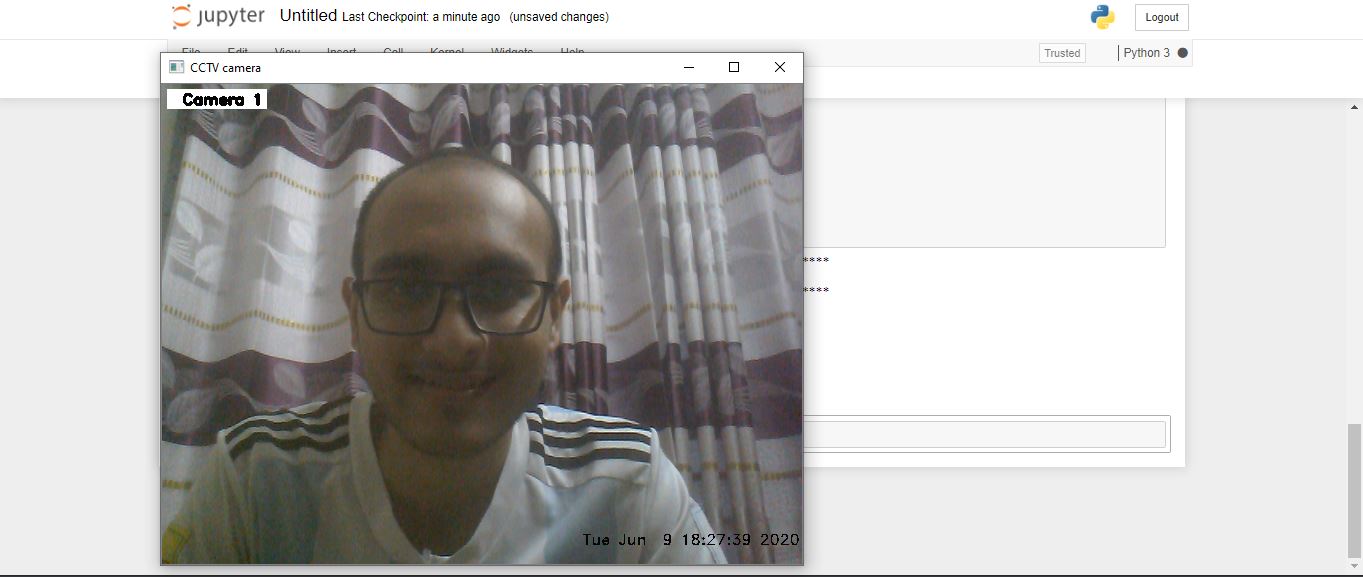 jupyter Untitled Last Checkpoint: a minute ago (unsaved changes)
Logout
File Edit View Insert Cell Kernel Widgets Help
Trusted
Python 3
CCTV camera
Camera 1
****
****
Tue Jun 9 18:27:39 2020